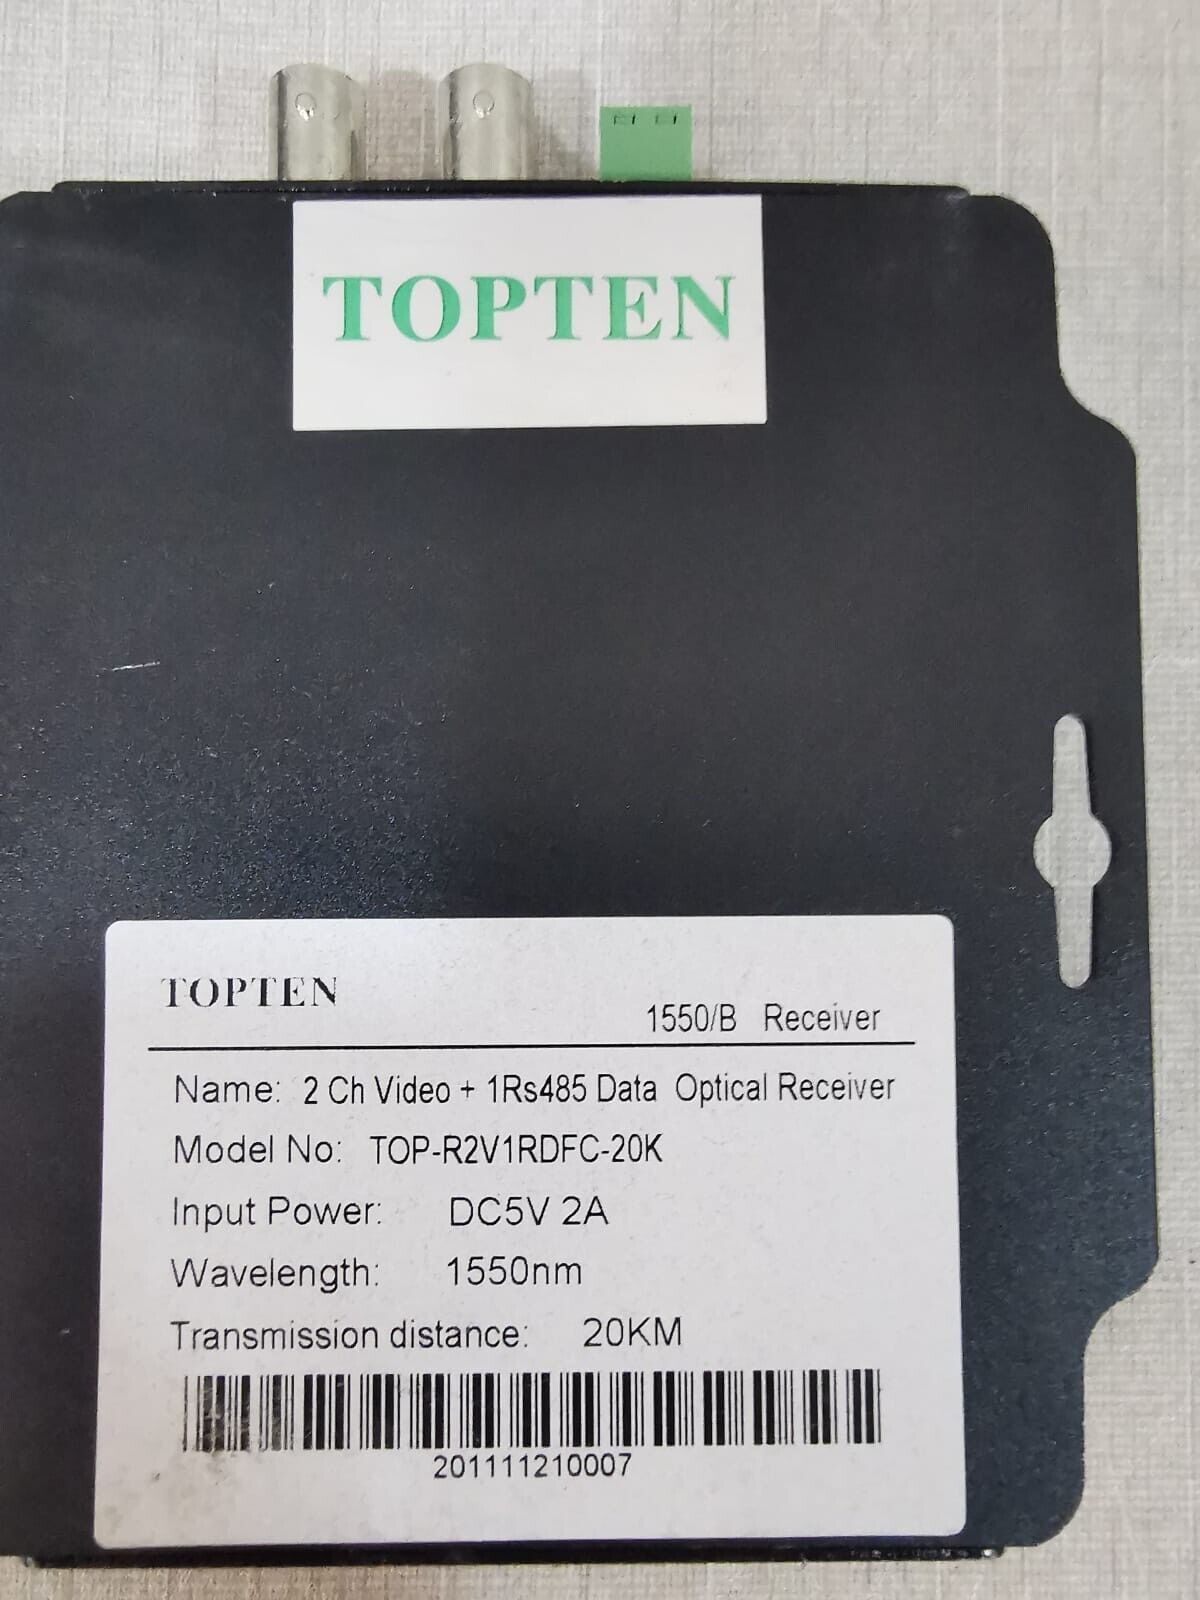 TOPTEN
TOPTEN
1550/B Receiver
Name: 2 Ch Video + 1Rs485 Data Optical Receiver
Model No: TOP-R2V1RDFC-20K
Input Power: DC5V 2A
Wavelength: 1550nm
Transmission distance: 20KM
201111210007